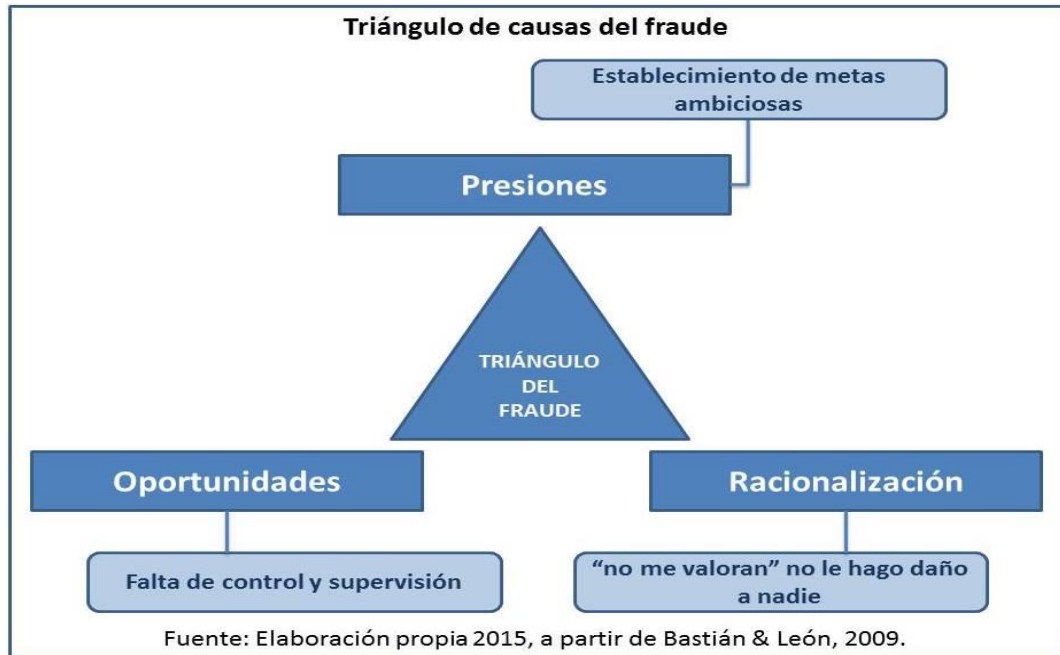 Triángulo de causas del fraude
Establecimiento de metas
ambiciosas
Presiones
TRIÁNGULO
DEL
FRAUDE
Oportunidades
Racionalización
Falta de control y supervisión
“no me valoran” no le hago daño
a nadie
Fuente: Elaboración propia 2015, a partir de Bastián & León, 2009.